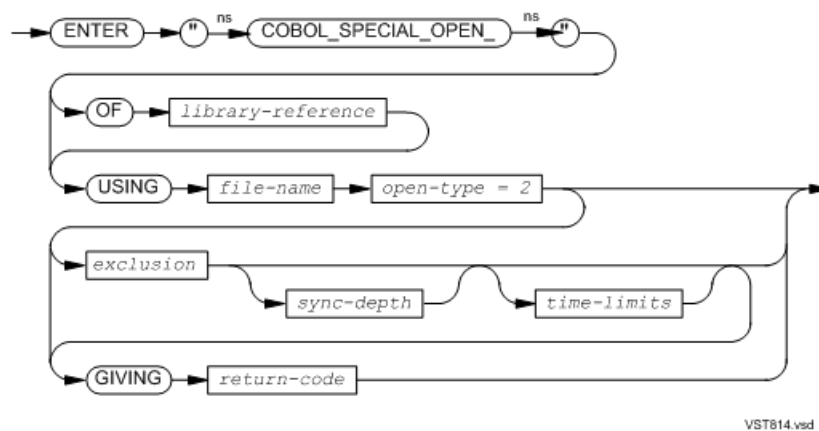 ENTER " ns COBOL_SPECIAL_OPEN_ ns "
OF library-reference
USING file-name open-type = 2
exclusion
sync-depth time-limits
GIVING return-code
VST814.vsd